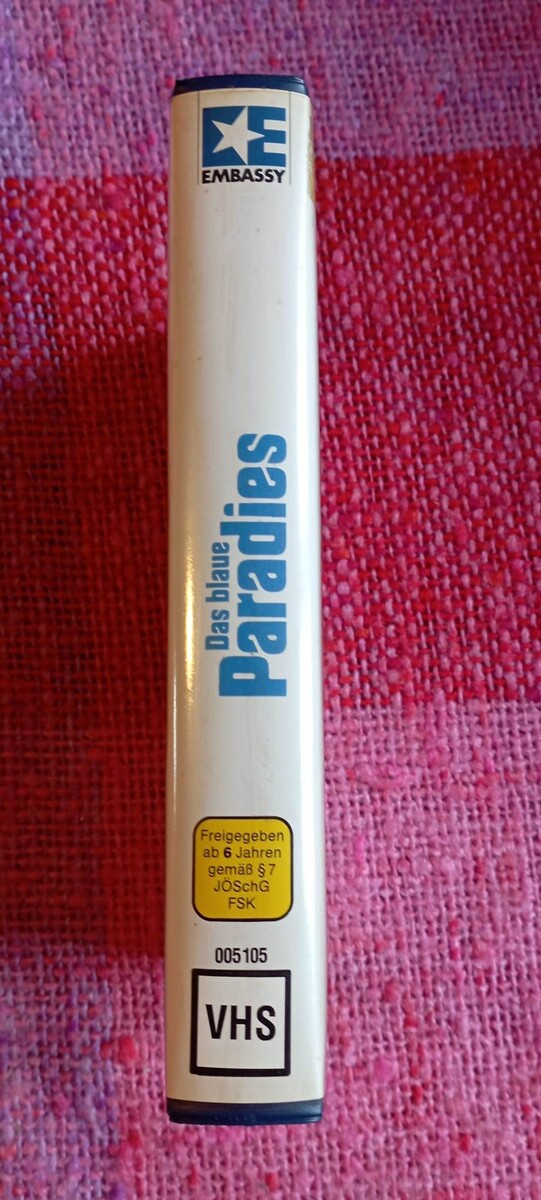 EMBASSY
Das blaue
Paradies
Freigegeben
ab 6 Jahren
gemäß § 7
JÖSchG
FSK
005105
VHS